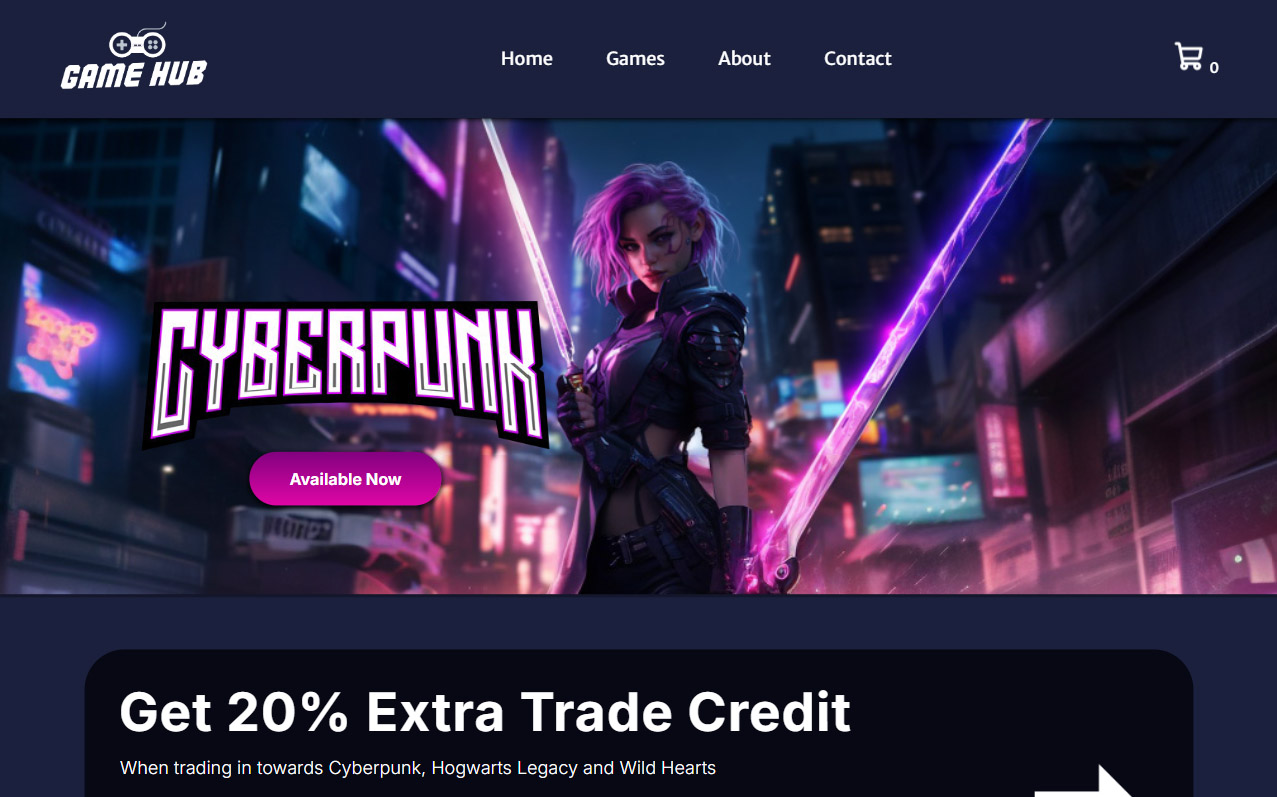 GAME HUB
Home Games About Contact
0
CYBERPUNK
Available Now
Get 20% Extra Trade Credit
When trading in towards Cyberpunk, Hogwarts Legacy and Wild Hearts